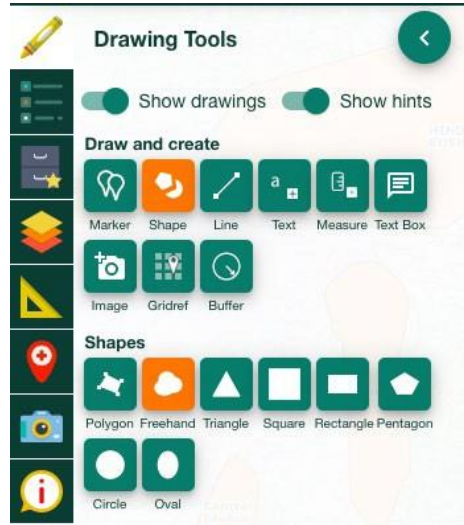 Drawing Tools
Show drawings Show hints
Draw and create
Marker Shape Line Text Measure Text Box
Image Gridref Buffer
Shapes
Polygon Freehand Triangle Square Rectangle Pentagon
Circle Oval